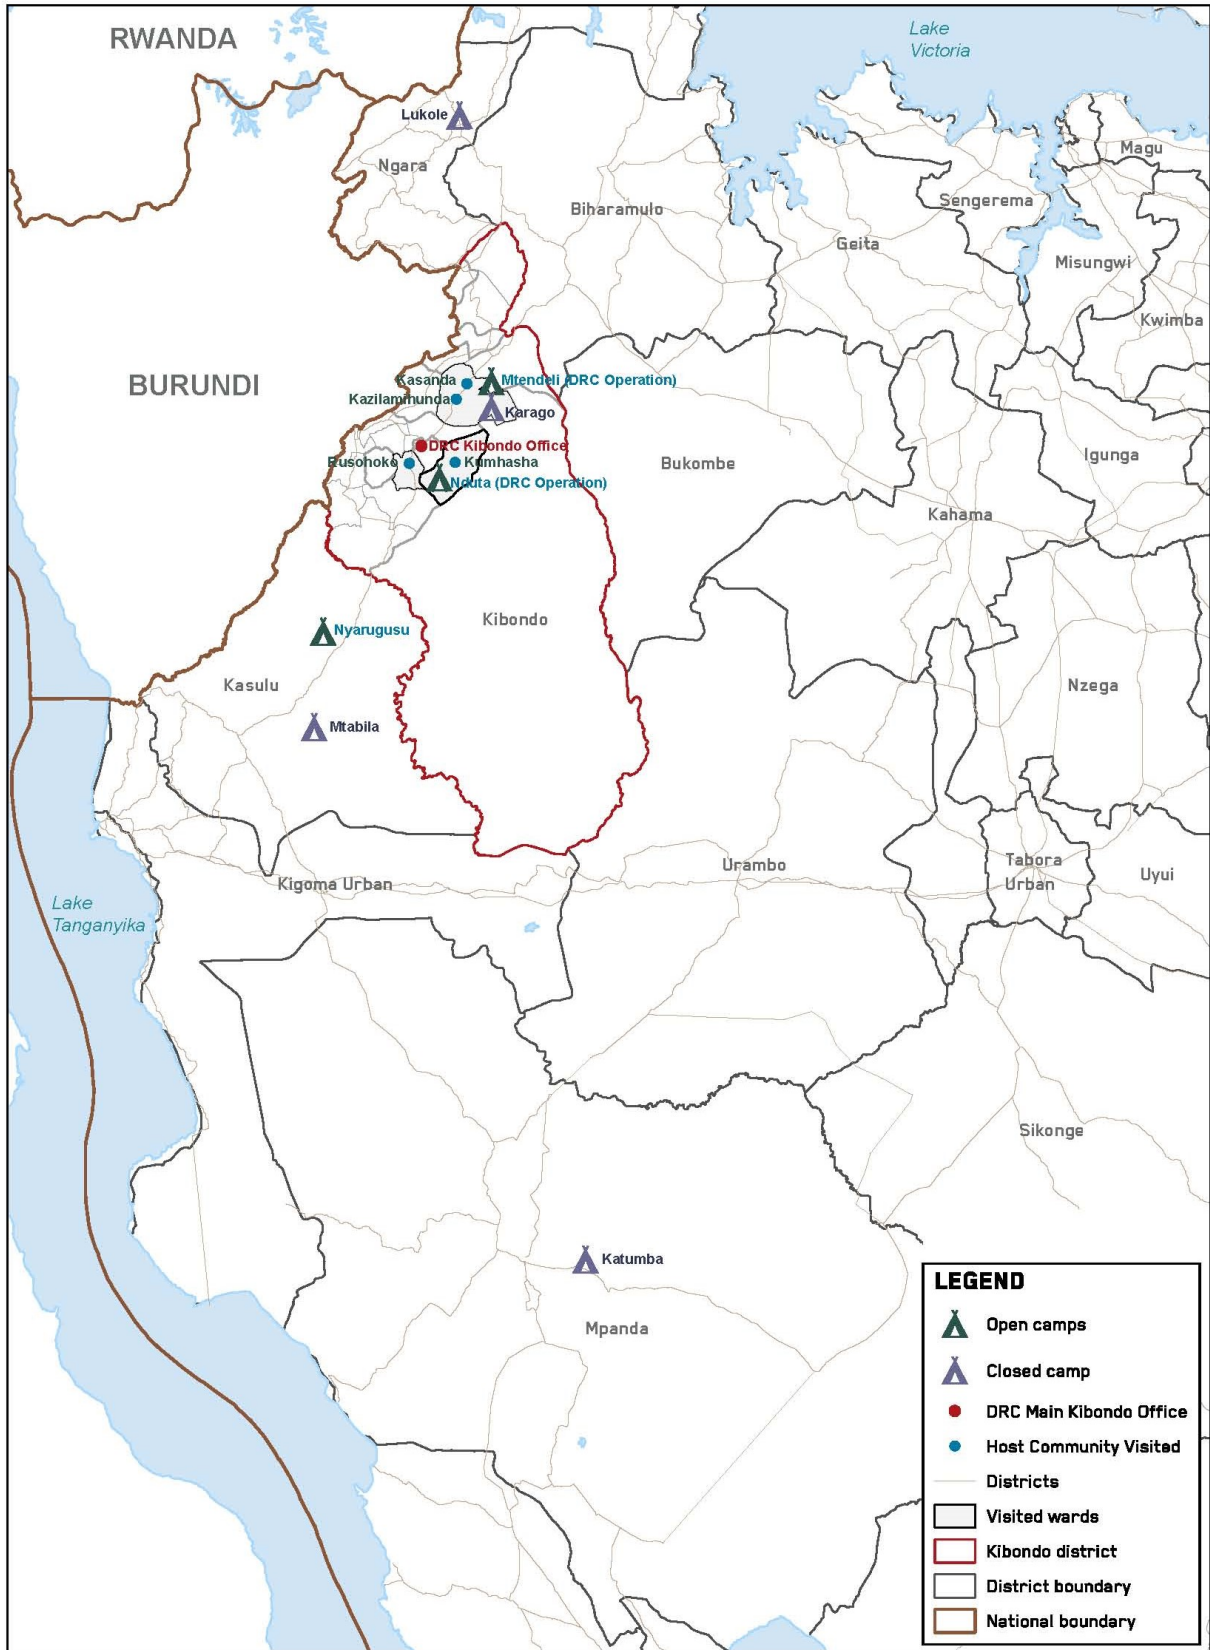 RWANDA
Lake
Victoria
Lukole
Ngara
Magu
Biharamulo
Sengerema
Geita
Misungwi
Kwimba
BURUNDI
Kasanda
Mtendeli (DRC Operation)
Kazilamihunda
Karago
DRC Kibondo Office
Rusohoko
Kumhasha
Nduta (DRC Operation)
Bukombe
Igunga
Kahama
Kibondo
Nyarugusu
Kasulu
Nzega
Mtabila
Urambo
Tabora
Urban
Uyui
Kigoma Urban
Lake
Tanganyika
Sikonge
Katumba
Mpanda
LEGEND
Open camps
Closed camp
DRC Main Kibondo Office
Host Community Visited
Districts
Visited wards
Kibondo district
District boundary
National boundary